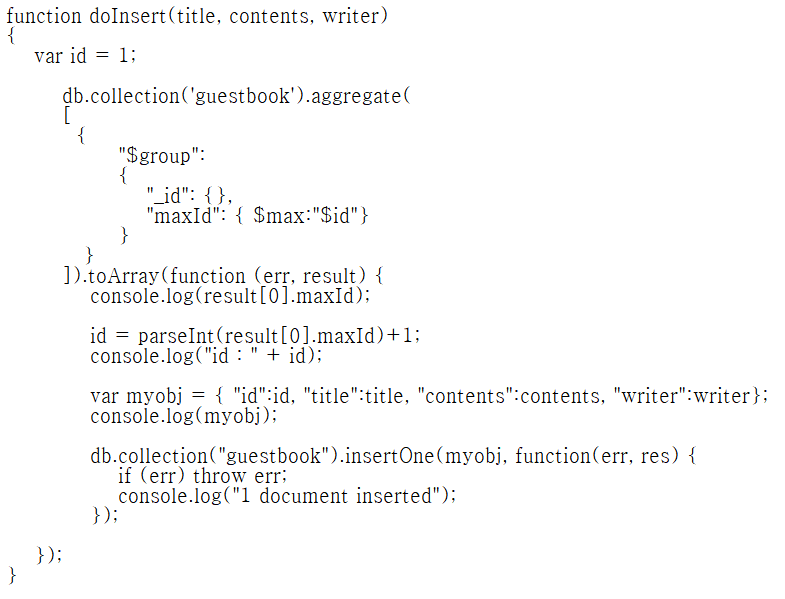 function doInsert(title, contents, writer)
{
    var id = 1;

        db.collection('guestbook').aggregate(
        [
          {
                "$group":
                {
                    "_id": {},
                    "maxId": { $max:"$id"}
                }
           }
        ]).toArray(function (err, result) {
            console.log(result[0].maxId);

            id = parseInt(result[0].maxId)+1;
            console.log("id : " + id);

            var myobj = { "id":id, "title":title, "contents":contents, "writer":writer};
            console.log(myobj);

            db.collection("guestbook").insertOne(myobj, function(err, res) {
                if (err) throw err;
                console.log("1 document inserted");
            });

    });
}